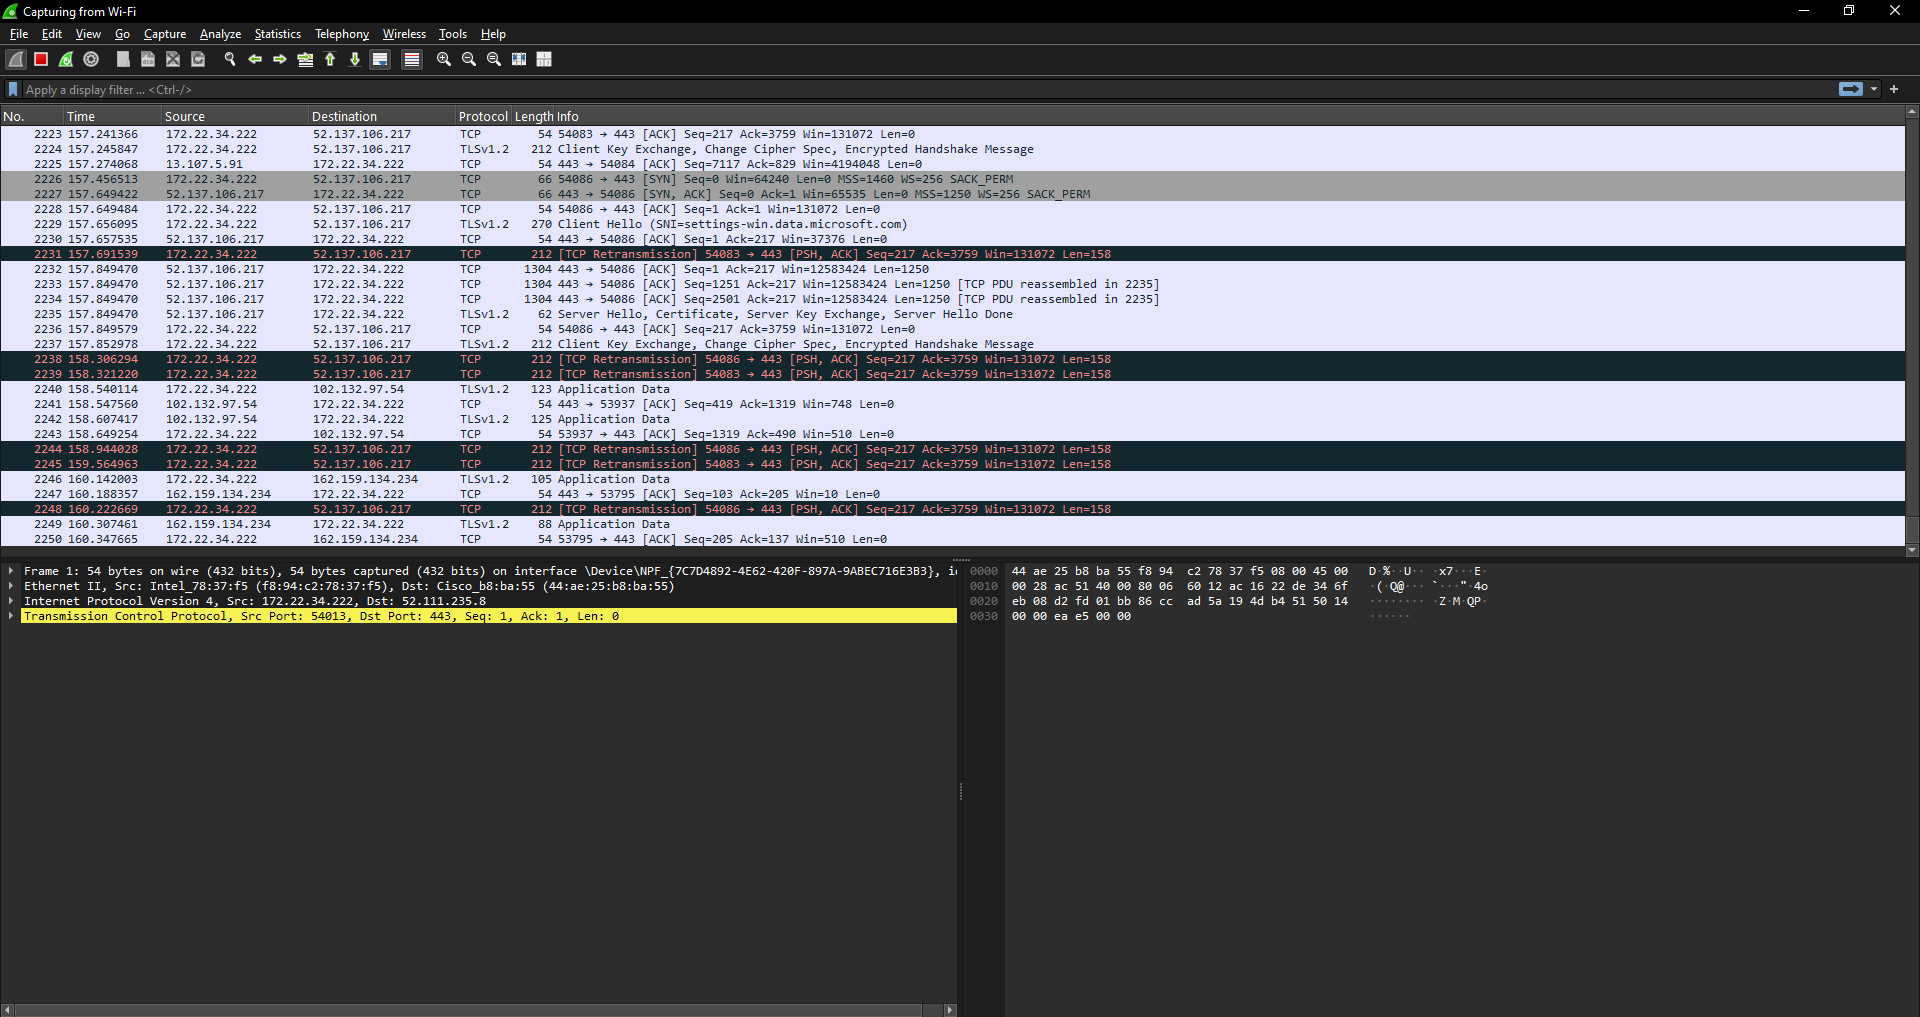 Capturing from Wi-Fi
File Edit View Go Capture Analyze Statistics Telephony Wireless Tools Help
Apply a display filter ... <Ctrl-/>
No. Time Source Destination Protocol Length Info
2223 157.241366 172.22.34.222 52.137.106.217 TCP 54 54083 → 443 [ACK] Seq=217 Ack=3759 Win=131072 Len=0
2224 157.245847 172.22.34.222 52.137.106.217 TLSv1.2 212 Client Key Exchange, Change Cipher Spec, Encrypted Handshake Message
2225 157.274068 13.107.5.91 172.22.34.222 TCP 54 443 → 54084 [ACK] Seq=7117 Ack=829 Win=4194048 Len=0
2226 157.456513 172.22.34.222 52.137.106.217 TCP 66 54086 → 443 [SYN] Seq=0 Win=64240 Len=0 MSS=1460 WS=256 SACK_PERM
2227 157.649422 52.137.106.217 172.22.34.222 TCP 66 443 → 54086 [SYN, ACK] Seq=0 Ack=1 Win=65535 Len=0 MSS=1250 WS=256 SACK_PERM
2228 157.649484 172.22.34.222 52.137.106.217 TCP 54 54086 → 443 [ACK] Seq=1 Ack=1 Win=131072 Len=0
2229 157.656095 172.22.34.222 52.137.106.217 TLSv1.2 270 Client Hello (SNI=settings-win.data.microsoft.com)
2230 157.657535 52.137.106.217 172.22.34.222 TCP 54 443 → 54086 [ACK] Seq=1 Ack=217 Win=37376 Len=0
2231 157.691539 172.22.34.222 52.137.106.217 TCP 212 [TCP Retransmission] 54083 → 443 [PSH, ACK] Seq=217 Ack=3759 Win=131072 Len=158
2232 157.849470 52.137.106.217 172.22.34.222 TCP 1304 443 → 54086 [ACK] Seq=1 Ack=217 Win=12583424 Len=1250
2233 157.849470 52.137.106.217 172.22.34.222 TCP 1304 443 → 54086 [ACK] Seq=1251 Ack=217 Win=12583424 Len=1250 [TCP PDU reassembled in 2235]
2234 157.849470 52.137.106.217 172.22.34.222 TCP 1304 443 → 54086 [ACK] Seq=2501 Ack=217 Win=12583424 Len=1250 [TCP PDU reassembled in 2235]
2235 157.849470 52.137.106.217 172.22.34.222 TLSv1.2 62 Server Hello, Certificate, Server Key Exchange, Server Hello Done
2236 157.849579 172.22.34.222 52.137.106.217 TCP 54 54086 → 443 [ACK] Seq=217 Ack=3759 Win=131072 Len=0
2237 157.852978 172.22.34.222 52.137.106.217 TLSv1.2 212 Client Key Exchange, Change Cipher Spec, Encrypted Handshake Message
2238 158.306294 172.22.34.222 52.137.106.217 TCP 212 [TCP Retransmission] 54086 → 443 [PSH, ACK] Seq=217 Ack=3759 Win=131072 Len=158
2239 158.321220 172.22.34.222 52.137.106.217 TCP 212 [TCP Retransmission] 54083 → 443 [PSH, ACK] Seq=217 Ack=3759 Win=131072 Len=158
2240 158.540114 172.22.34.222 102.132.97.54 TLSv1.2 123 Application Data
2241 158.547560 102.132.97.54 172.22.34.222 TCP 54 443 → 53937 [ACK] Seq=419 Ack=1319 Win=748 Len=0
2242 158.607417 102.132.97.54 172.22.34.222 TLSv1.2 125 Application Data
2243 158.649254 172.22.34.222 102.132.97.54 TCP 54 53937 → 443 [ACK] Seq=1319 Ack=490 Win=510 Len=0
2244 158.944028 172.22.34.222 52.137.106.217 TCP 212 [TCP Retransmission] 54086 → 443 [PSH, ACK] Seq=217 Ack=3759 Win=131072 Len=158
2245 159.564963 172.22.34.222 52.137.106.217 TCP 212 [TCP Retransmission] 54083 → 443 [PSH, ACK] Seq=217 Ack=3759 Win=131072 Len=158
2246 160.142003 172.22.34.222 162.159.134.234 TLSv1.2 105 Application Data
2247 160.188357 162.159.134.234 172.22.34.222 TCP 54 443 → 53795 [ACK] Seq=103 Ack=205 Win=10 Len=0
2248 160.222669 172.22.34.222 52.137.106.217 TCP 212 [TCP Retransmission] 54086 → 443 [PSH, ACK] Seq=217 Ack=3759 Win=131072 Len=158
2249 160.307461 162.159.134.234 172.22.34.222 TLSv1.2 88 Application Data
2250 160.347665 172.22.34.222 162.159.134.234 TCP 54 53795 → 443 [ACK] Seq=205 Ack=137 Win=510 Len=0
Frame 1: 54 bytes on wire (432 bits), 54 bytes captured (432 bits) on interface \Device\NPF_{7C7D4892-4E62-420F-897A-9ABEC716E3B3}, i
Ethernet II, Src: Intel_78:37:f5 (f8:94:c2:78:37:f5), Dst: Cisco_b8:ba:55 (44:ae:25:b8:ba:55)
Internet Protocol Version 4, Src: 172.22.34.222, Dst: 52.111.235.8
Transmission Control Protocol, Src Port: 54013, Dst Port: 443, Seq: 1, Ack: 1, Len: 0
0000 44 ae 25 b8 ba 55 f8 94 c2 78 37 f5 08 00 45 00 D·%··U·· ·x7···E·
0010 00 28 ac 51 40 00 80 06 60 12 ac 16 22 de 34 6f ·(·Q@··· `···"·4o
0020 eb 08 d2 fd 01 bb 86 cc ad 5a 19 4d b4 51 50 14 ········ ·Z·M·QP·
0030 00 00 ea e5 00 00 ······